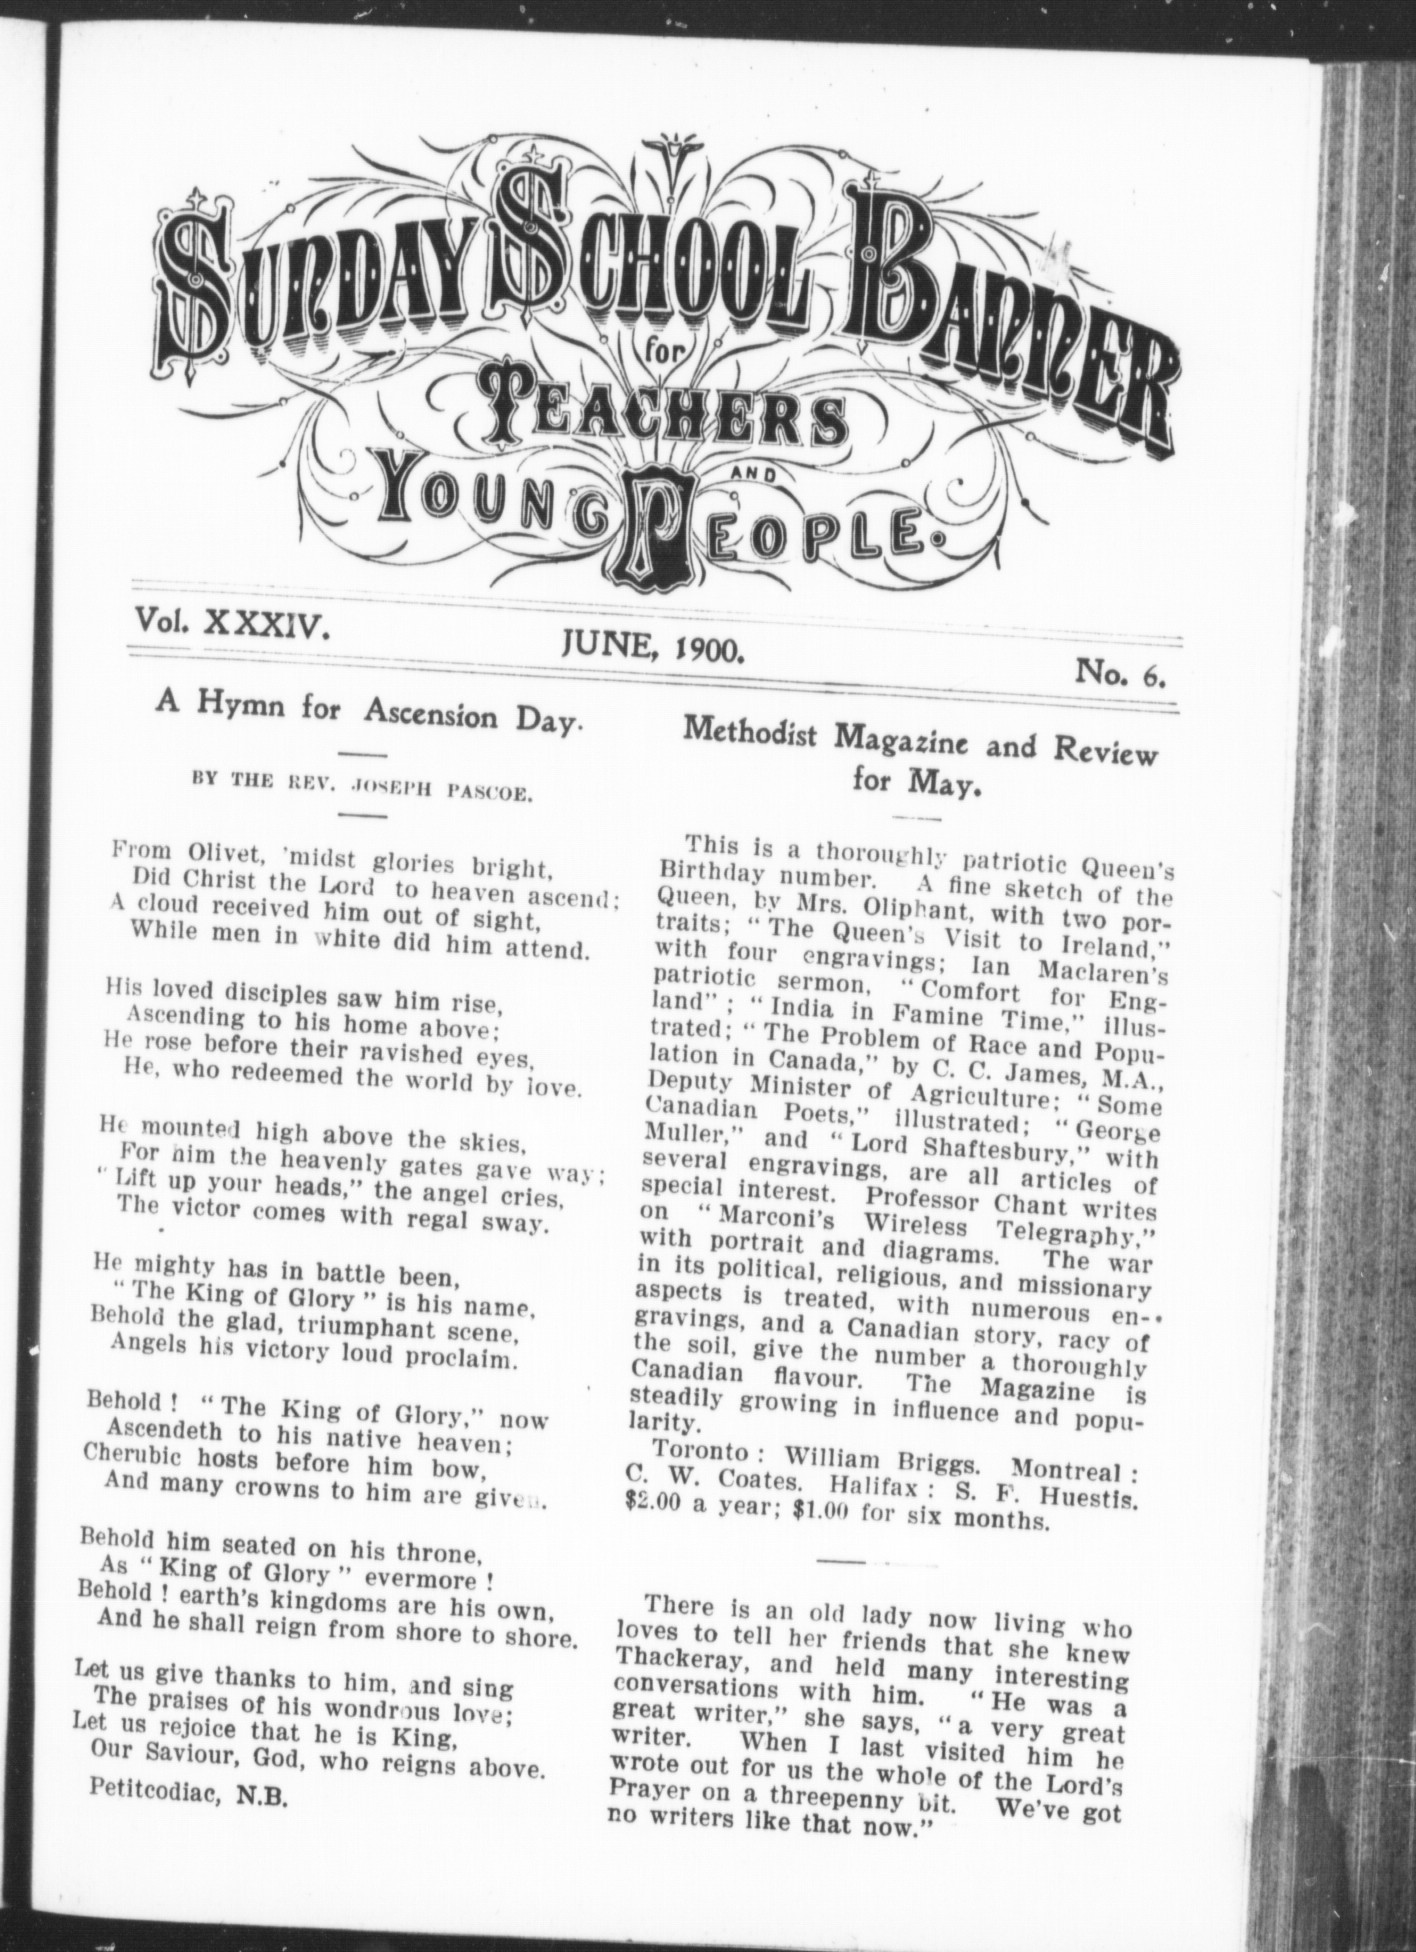 SUNDAY SCHOOL BANNER
for
TEACHERS
AND
YOUNG PEOPLE.
Vol. XXXIV. JUNE, 1900. No. 6.
A Hymn for Ascension Day.
BY THE REV. JOSEPH PASCOE.
From Olivet, 'midst glories bright,
Did Christ the Lord to heaven ascend;
A cloud received him out of sight,
While men in white did him attend.
His loved disciples saw him rise,
Ascending to his home above;
He rose before their ravished eyes,
He, who redeemed the world by love.
He mounted high above the skies,
For him the heavenly gates gave way;
"Lift up your heads," the angel cries,
The victor comes with regal sway.
He mighty has in battle been,
"The King of Glory" is his name,
Behold the glad, triumphant scene,
Angels his victory loud proclaim.
Behold! "The King of Glory," now
Ascendeth to his native heaven;
Cherubic hosts before him bow,
And many crowns to him are given.
Behold him seated on his throne,
As "King of Glory" evermore!
Behold! earth's kingdoms are his own,
And he shall reign from shore to shore.
Let us give thanks to him, and sing
The praises of his wondrous love;
Let us rejoice that he is King,
Our Saviour, God, who reigns above.
Petitcodiac, N.B.
Methodist Magazine and Review
for May.
This is a thoroughly patriotic Queen's
Birthday number. A fine sketch of the
Queen, by Mrs. Oliphant, with two por-
traits; "The Queen's Visit to Ireland,"
with four engravings; Ian Maclaren's
patriotic sermon, "Comfort for Eng-
land"; "India in Famine Time," illus-
trated; "The Problem of Race and Popu-
lation in Canada," by C. C. James, M.A.,
Deputy Minister of Agriculture; "Some
Canadian Poets," illustrated; "George
Muller," and "Lord Shaftesbury," with
several engravings, are all articles of
special interest. Professor Chant writes
on "Marconi's Wireless Telegraphy,"
with portrait and diagrams. The war
in its political, religious, and missionary
aspects is treated, with numerous en-
gravings, and a Canadian story, racy of
the soil, give the number a thoroughly
Canadian flavour. The Magazine is
steadily growing in influence and popu-
larity.
Toronto: William Briggs. Montreal:
C. W. Coates. Halifax: S. F. Huestis.
$2.00 a year; $1.00 for six months.
There is an old lady now living who
loves to tell her friends that she knew
Thackeray, and held many interesting
conversations with him. "He was a
great writer," she says, "a very great
writer. When I last visited him he
wrote out for us the whole of the Lord's
Prayer on a threepenny bit. We've got
no writers like that now."